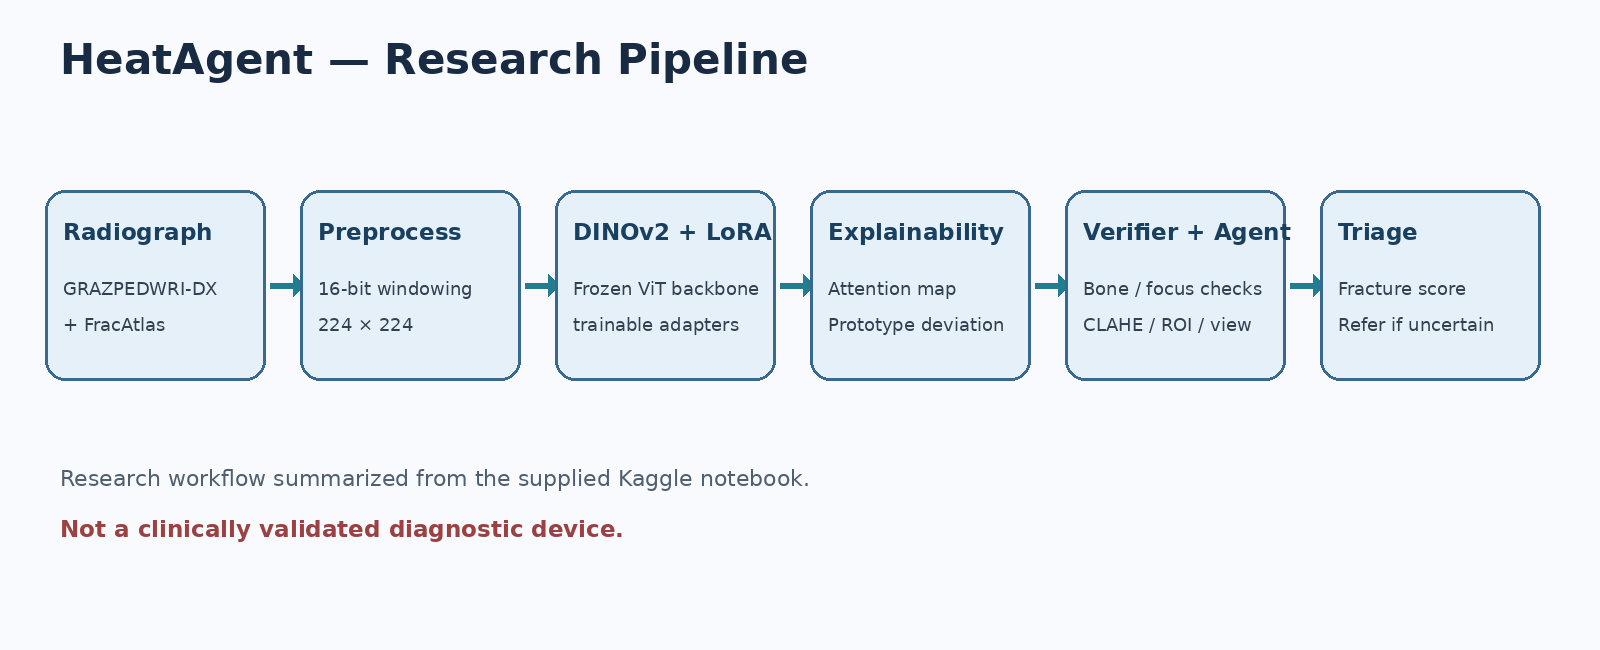 HeatAgent — Research Pipeline
Radiograph
GRAZPEDWRI-DX
+ FracAtlas
Preprocess
16-bit windowing
224 × 224
DINOv2 + LoRA
Frozen ViT backbone
trainable adapters
Explainability
Attention map
Prototype deviation
Verifier + Agent
Bone / focus checks
CLAHE / ROI / view
Triage
Fracture score
Refer if uncertain
Research workflow summarized from the supplied Kaggle notebook.
Not a clinically validated diagnostic device.